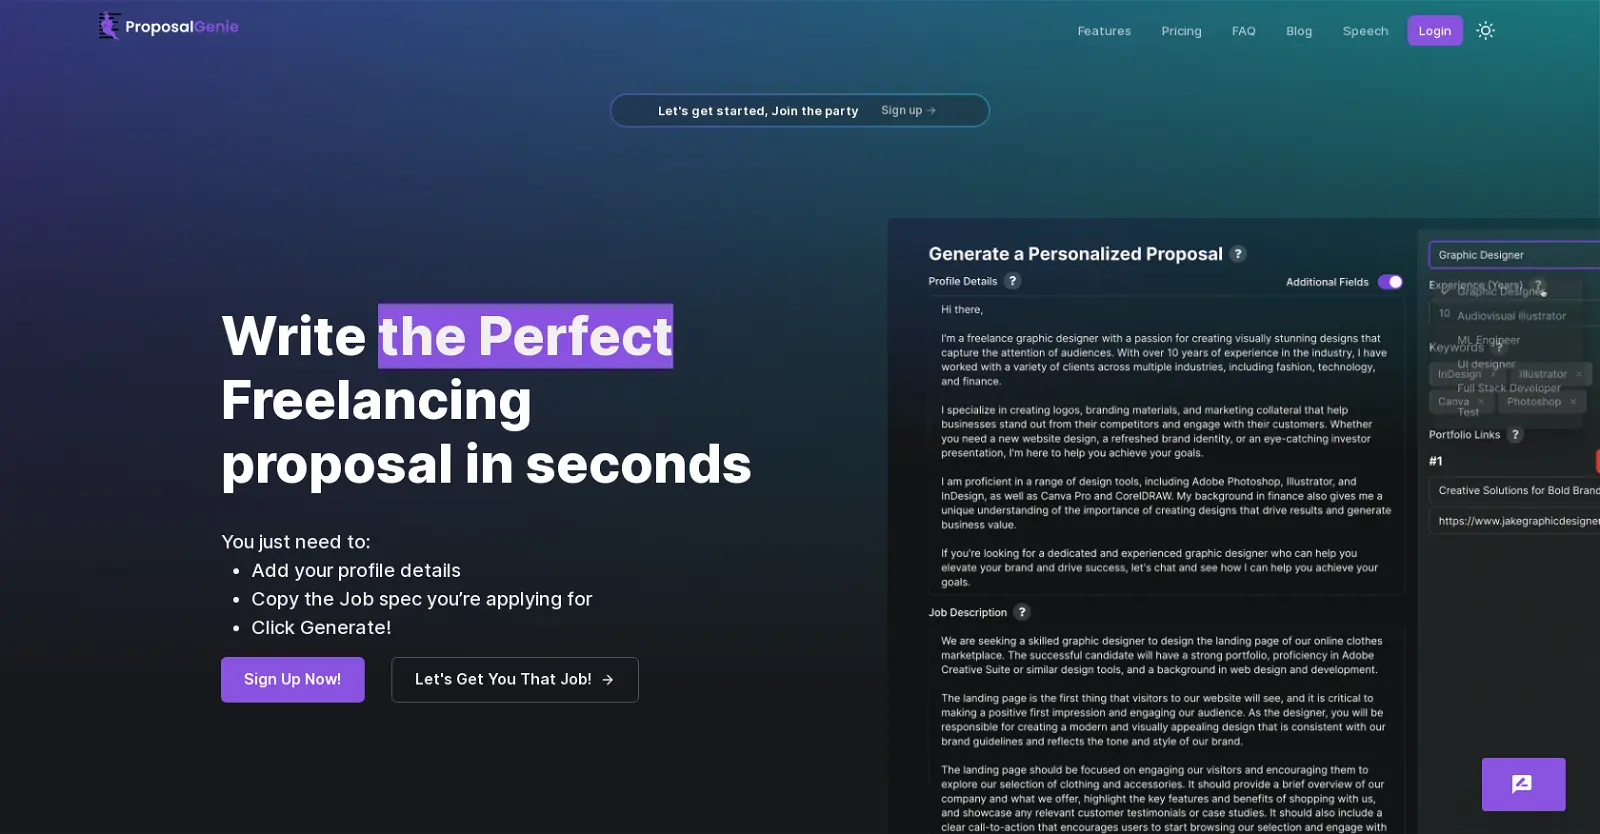 ProposalGenie
Features
Pricing
FAQ
Blog
Speech
Login
Let's get started, Join the party
Sign up →
Write the Perfect
Freelancing
proposal in seconds
You just need to:
• Add your profile details
• Copy the Job spec you’re applying for
• Click Generate!
Sign Up Now!
Let's Get You That Job! →
Generate a Personalized Proposal ?
Profile Details ?
Additional Fields
Hi there,
I'm a freelance graphic designer with a passion for creating visually stunning designs that
capture the attention of audiences. With over 10 years of experience in the industry, I have
worked with a variety of clients across multiple industries, including fashion, technology,
and finance.
I specialize in creating logos, branding materials, and marketing collateral that help
businesses stand out from their competitors and engage with their customers. Whether
you need a new website design, a refreshed brand identity, or an eye-catching investor
presentation, I'm here to help you achieve your goals.
I am proficient in a range of design tools, including Adobe Photoshop, Illustrator, and
InDesign, as well as Canva Pro and CorelDRAW. My background in finance also gives me a
unique understanding of the importance of creating designs that drive results and generate
business value.
If you're looking for a dedicated and experienced graphic designer who can help you
elevate your brand and drive success, let's chat and see how I can help you achieve your
goals.
Job Description ?
We are seeking a skilled graphic designer to design the landing page of our online clothes
marketplace. The successful candidate will have a strong portfolio, proficiency in Adobe
Creative Suite or similar design tools, and a background in web design and development.
The landing page is the first thing that visitors to our website will see, and it is critical to
making a positive first impression and engaging our audience. As the designer, you will be
responsible for creating a modern and visually appealing design that is consistent with our
brand guidelines and reflects the tone and style of our brand.
The landing page should be focused on engaging our visitors and encouraging them to
explore our selection of clothing and accessories. It should provide a brief overview of our
company and what we offer, highlight the key features and benefits of shopping with us,
and showcase any relevant customer testimonials or case studies. It should also include a
clear call-to-action that encourages users to start browsing our selection and engage with
Graphic Designer
Experience (Years) ?
Graphic Designer
10
Audiovisual illustrator
ML Engineer
Keywords ?
UI designer
InDesign × Illustrator ×
Full Stack Developer
Canva × Photoshop ×
Test
Portfolio Links ?
#1
Creative Solutions for Bold Brand
https://www.jakegraphicdesigner